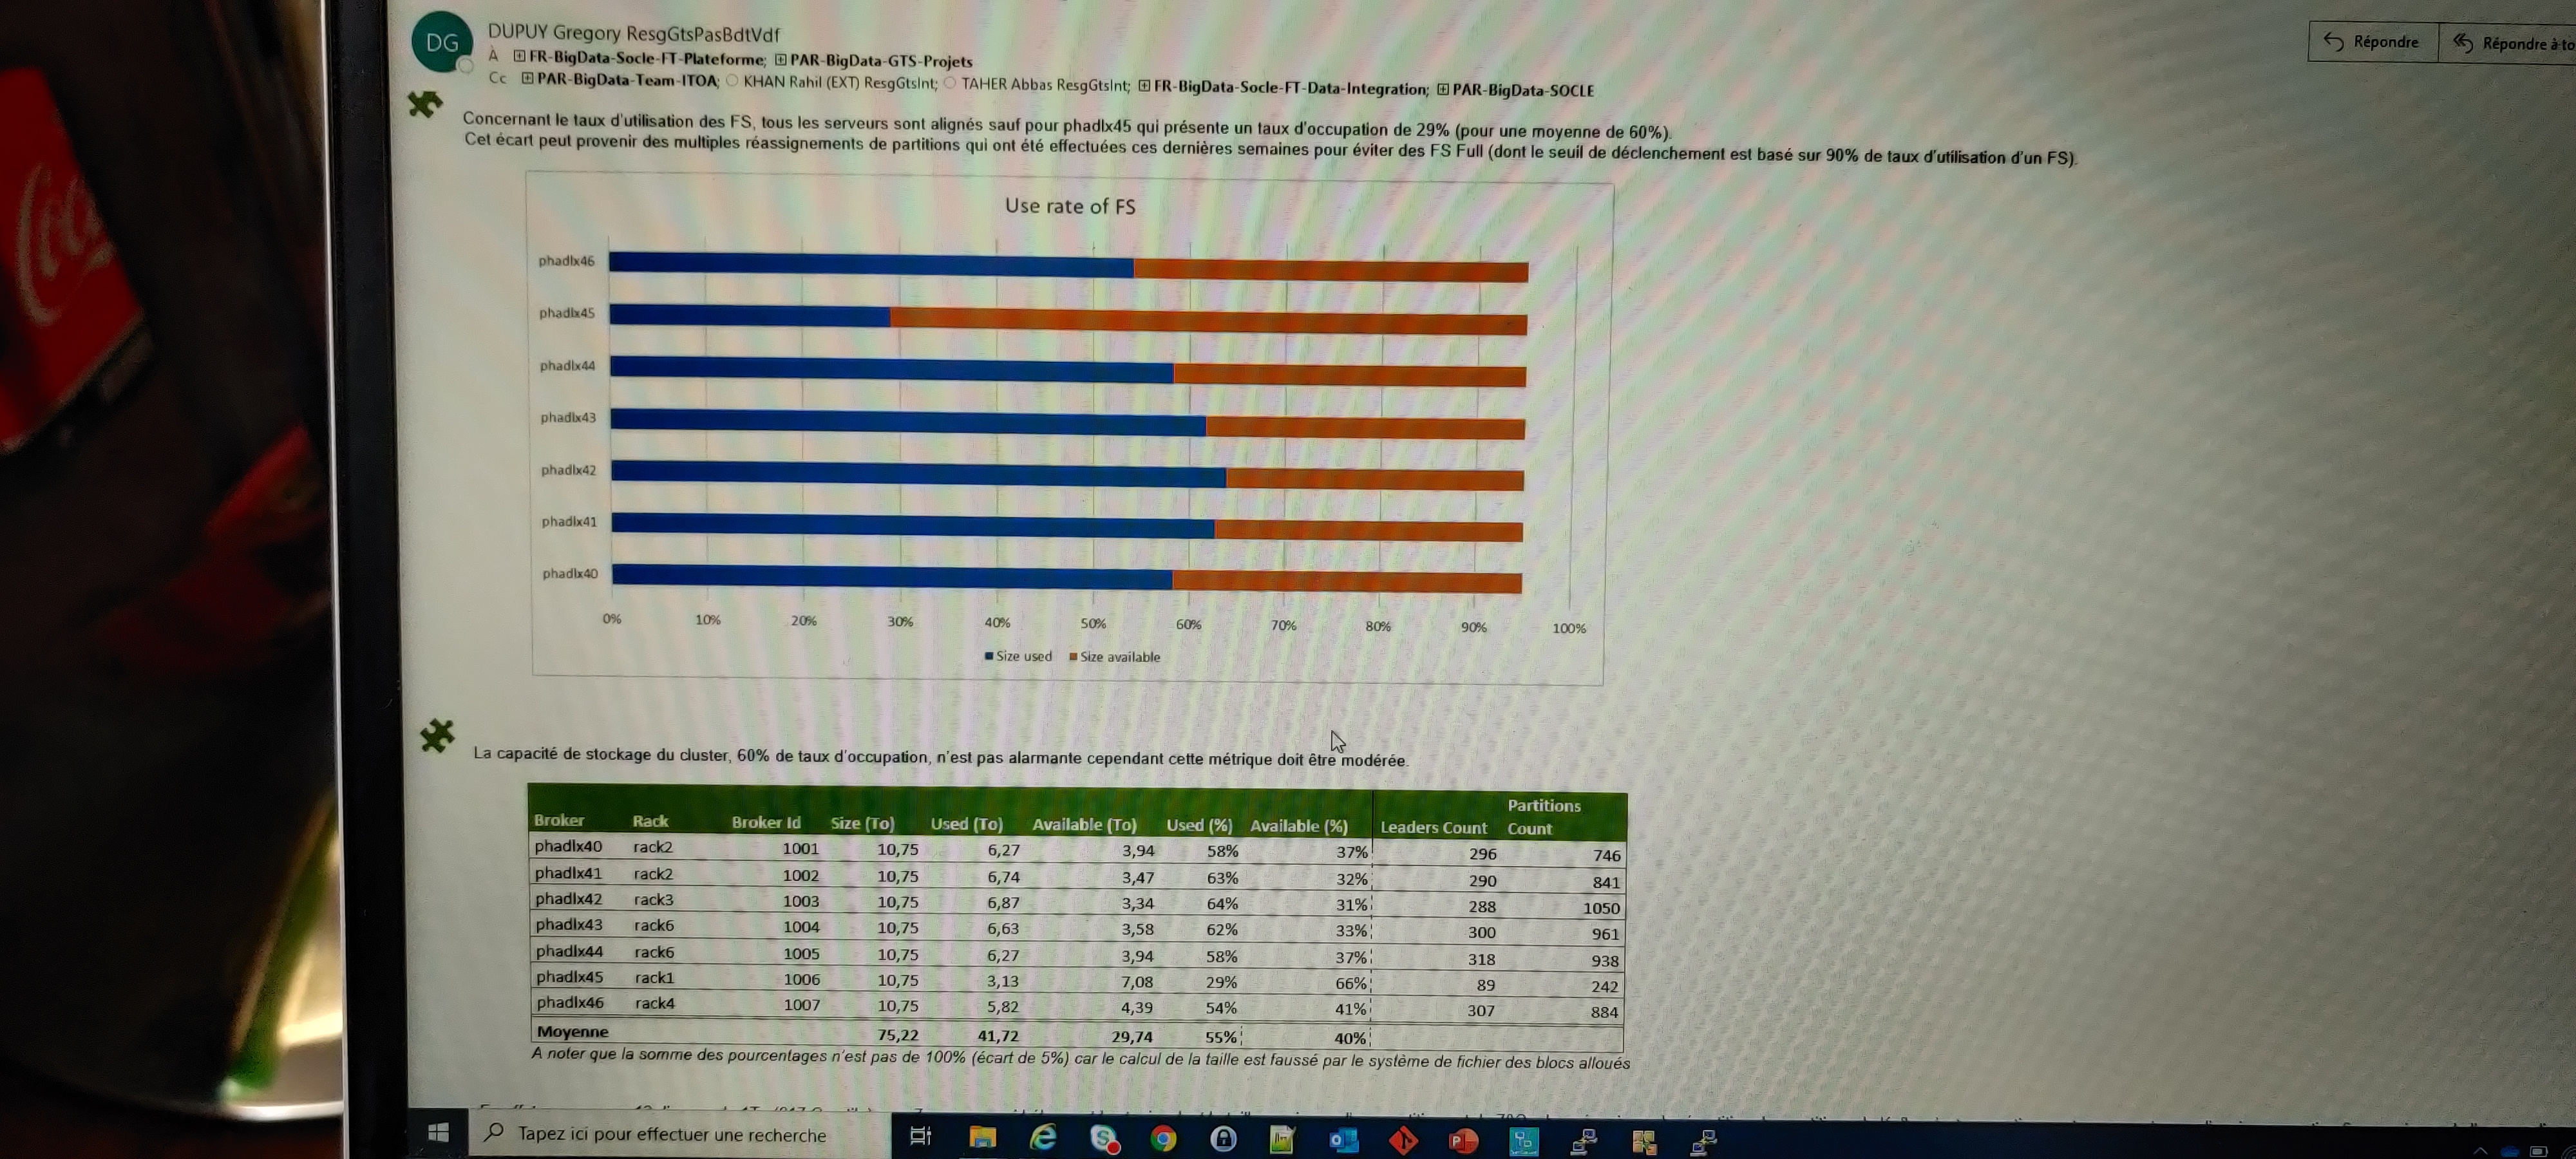 DG
DUPUY Gregory ResgGtsPasBdtVdf
À FR-BigData-Socle-FT-Plateforme; PAR-BigData-GTS-Projets
Cc PAR-BigData-Team-ITOA; KHAN Rahil (EXT) ResgGtsInt; TAHER Abbas ResgGtsInt; FR-BigData-Socle-FT-Data-Integration; PAR-BigData-SOCLE
Répondre
Répondre à to
Concernant le taux d'utilisation des FS, tous les serveurs sont alignés sauf pour phadlx45 qui présente un taux d'occupation de 29% (pour une moyenne de 60%).
Cet écart peut provenir des multiples réassignements de partitions qui ont été effectuées ces dernières semaines pour éviter des FS Full (dont le seuil de déclenchement est basé sur 90% de taux d'utilisation d'un FS).
Use rate of FS
phadlx46
phadlx45
phadlx44
phadlx43
phadlx42
phadlx41
phadlx40
0% 10% 20% 30% 40% 50% 60% 70% 80% 90% 100%
Size used Size available
La capacité de stockage du cluster, 60% de taux d'occupation, n'est pas alarmante cependant cette métrique doit être modérée.
Broker Rack Broker Id Size (To) Used (To) Available (To) Used (%) Available (%) Leaders Count Partitions Count
phadlx40 rack2 1001 10,75 6,27 3,94 58% 37% 296 746
phadlx41 rack2 1002 10,75 6,74 3,47 63% 32% 290 841
phadlx42 rack3 1003 10,75 6,87 3,34 64% 31% 288 1050
phadlx43 rack6 1004 10,75 6,63 3,58 62% 33% 300 961
phadlx44 rack6 1005 10,75 6,27 3,94 58% 37% 318 938
phadlx45 rack1 1006 10,75 3,13 7,08 29% 66% 89 242
phadlx46 rack4 1007 10,75 5,82 4,39 54% 41% 307 884
Moyenne 75,22 41,72 29,74 55% 40%
A noter que la somme des pourcentages n'est pas de 100% (écart de 5%) car le calcul de la taille est faussé par le système de fichier des blocs alloués
Tapez ici pour effectuer une recherche